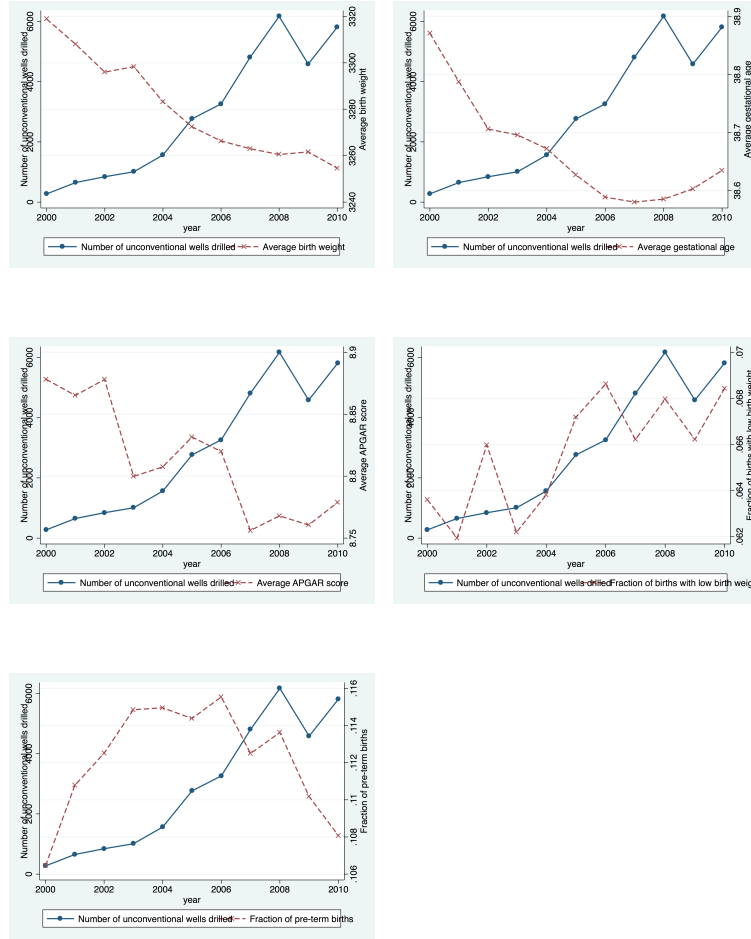 Number of unconventional wells drilled
0 2000 4000 6000
3240 3260 3280 3300 3320
Average birth weight
2000 2002 2004 2006 2008 2010
year
Number of unconventional wells drilled Average birth weight
Number of unconventional wells drilled
0 2000 4000 6000
38.6 38.7 38.8 38.9
Average gestational age
2000 2002 2004 2006 2008 2010
year
Number of unconventional wells drilled Average gestational age
Number of unconventional wells drilled
0 2000 4000 6000
8.75 8.8 8.85 8.9
Average APGAR score
2000 2002 2004 2006 2008 2010
year
Number of unconventional wells drilled Average APGAR score
Number of unconventional wells drilled
0 2000 4000 6000
.062 .064 .066 .068 .07
Fraction of births with low birth weight
2000 2002 2004 2006 2008 2010
year
Number of unconventional wells drilled Fraction of births with low birth weig
Number of unconventional wells drilled
0 2000 4000 6000
.106 .108 .11 .112 .114 .116
Fraction of pre-term births
2000 2002 2004 2006 2008 2010
year
Number of unconventional wells drilled Fraction of pre-term births